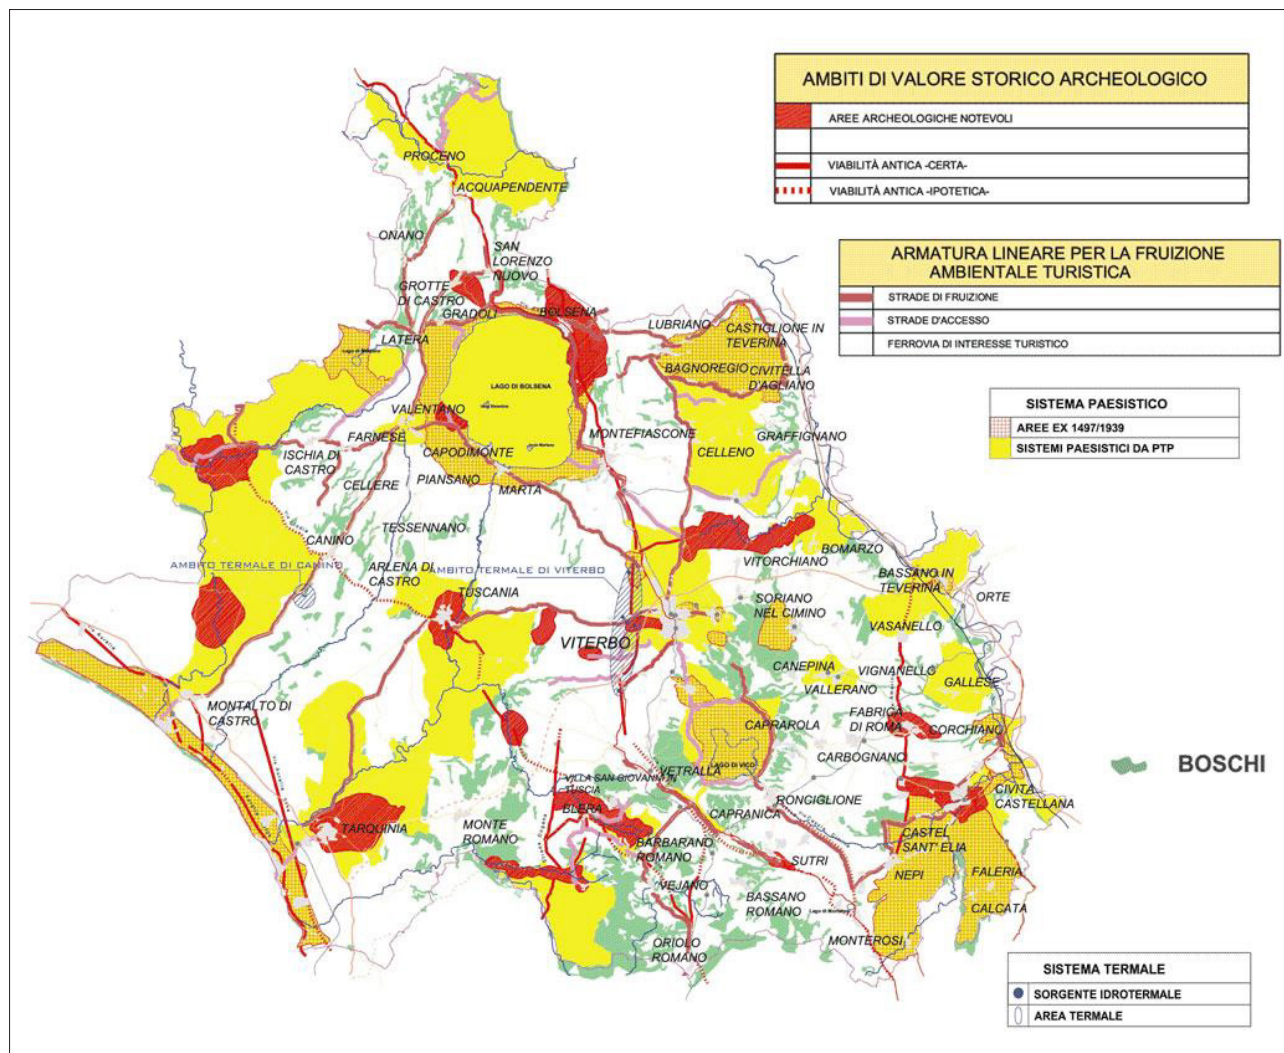 AMBITI DI VALORE STORICO ARCHEOLOGICO
AREE ARCHEOLOGICHE NOTEVOLI
VIABILITÀ ANTICA -CERTA-
VIABILITÀ ANTICA -IPOTETICA-
ARMATURA LINEARE PER LA FRUIZIONE
AMBIENTALE TURISTICA
STRADE DI FRUIZIONE
STRADE D'ACCESSO
FERROVIA DI INTERESSE TURISTICO
SISTEMA PAESISTICO
AREE EX 1497/1939
SISTEMI PAESISTICI DA PTP
PROCENO
ACQUAPENDENTE
ONANO
SAN
LORENZO
NUOVO
GROTTE
DI CASTRO
GRADOLI
BOLSENA
LATERA
LUBRIANO
CASTIGLIONE IN
TEVERINA
BAGNOREGIO
CIVITELLA
D'AGLIANO
LAGO DI BOLSENA
VALENTANO
FARNESE
ISCHIA DI
CASTRO
CAPODIMONTE
MONTEFIASCONE
GRAFFIGNANO
CELLENO
CELLERE
PIANSANO
MARTA
TESSENNANO
CANINO
ARLENA DI
CASTRO
AMBITO TERMALE DI CANINO
AMBITO TERMALE DI VITERBO
TUSCANIA
VITORCHIANO
BOMARZO
BASSANO IN
TEVERINA
ORTE
SORIANO
NEL CIMINO
VASANELLO
VITERBO
CANEPINA
VIGNANELLO
VALLERANO
GALLESE
MONTALTO DI
CASTRO
CAPRAROLA
FABRICA
DI ROMA
CORCHIANO
CARBOGNANO
LAGO DI VICO
VETRALLA
VILLA SAN GIOVANNI IN
TUSCIA
BLERA
RONCIGLIONE
CIVITA
CASTELLANA
CAPRANICA
TARQUINIA
MONTE
ROMANO
BARBARANO
ROMANO
SUTRI
CASTEL
SANT' ELIA
NEPI
FALERIA
VEJANO
BASSANO
ROMANO
CALCATA
Lago di Monterosi
MONTEROSI
ORIOLO
ROMANO
BOSCHI
SISTEMA TERMALE
SORGENTE IDROTERMALE
AREA TERMALE